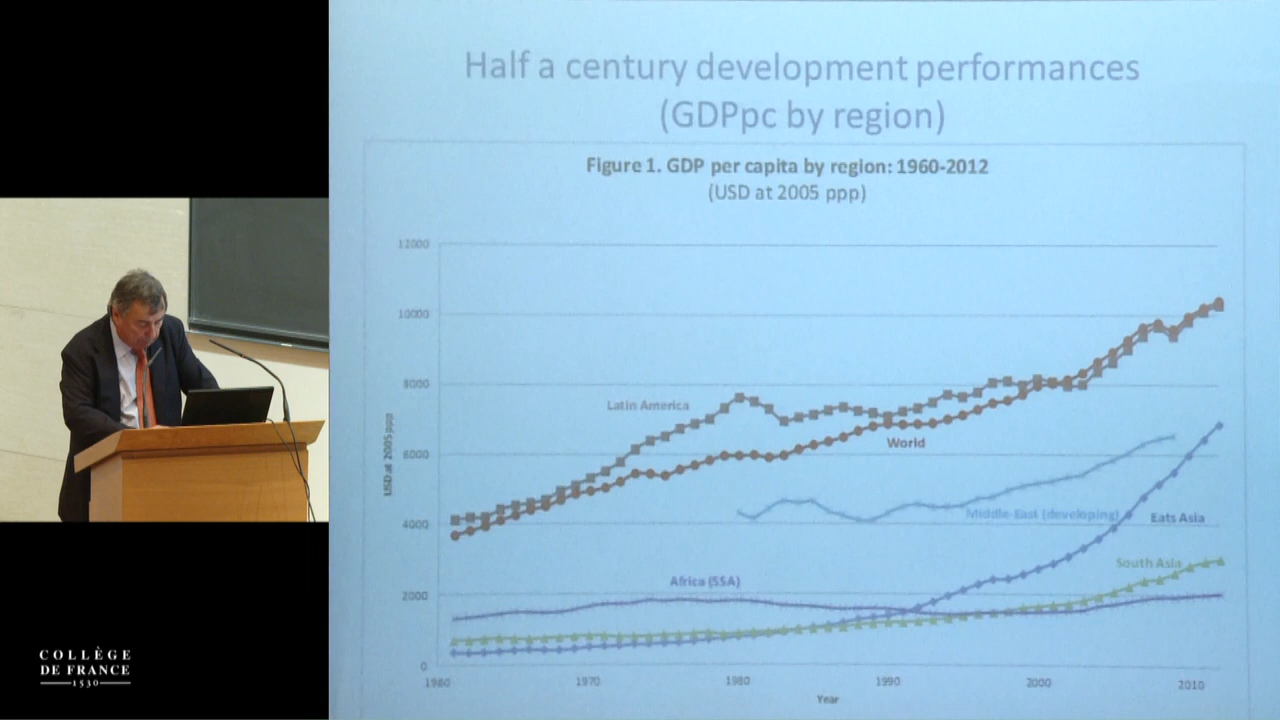 Half a century development performances
(GDPpc by region)
Figure 1. GDP per capita by region: 1960-2012
(USD at 2005 ppp)
12000
10000
8000
6000
4000
2000
0
USD at 2005 ppp
Latin America
World
Middle-East (developing)
Eats Asia
South Asia
Africa (SSA)
1960
1970
1980
1990
2000
2010
Year
COLLÈGE
DE FRANCE
1530